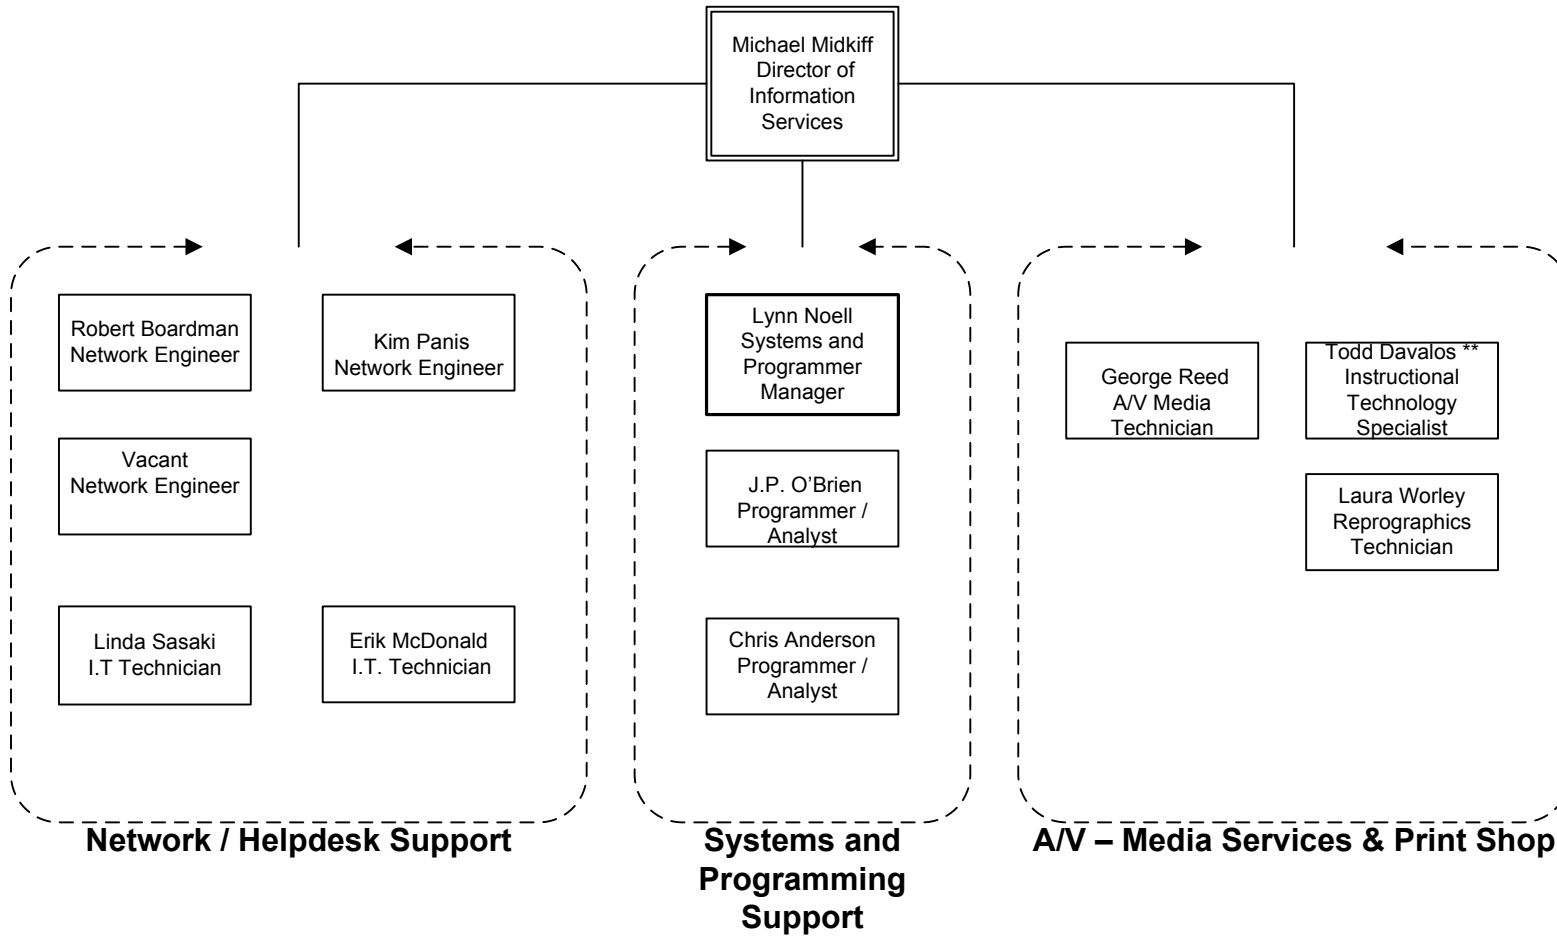 Michael Midkiff
Director of
Information
Services
Robert Boardman
Network Engineer
Kim Panis
Network Engineer
Vacant
Network Engineer
Linda Sasaki
I.T Technician
Erik McDonald
I.T. Technician
Network / Helpdesk Support
Lynn Noell
Systems and
Programmer
Manager
J.P. O’Brien
Programmer /
Analyst
Chris Anderson
Programmer /
Analyst
Systems and
Programming
Support
George Reed
A/V Media
Technician
Todd Davalos **
Instructional
Technology
Specialist
Laura Worley
Reprographics
Technician
A/V – Media Services & Print Shop